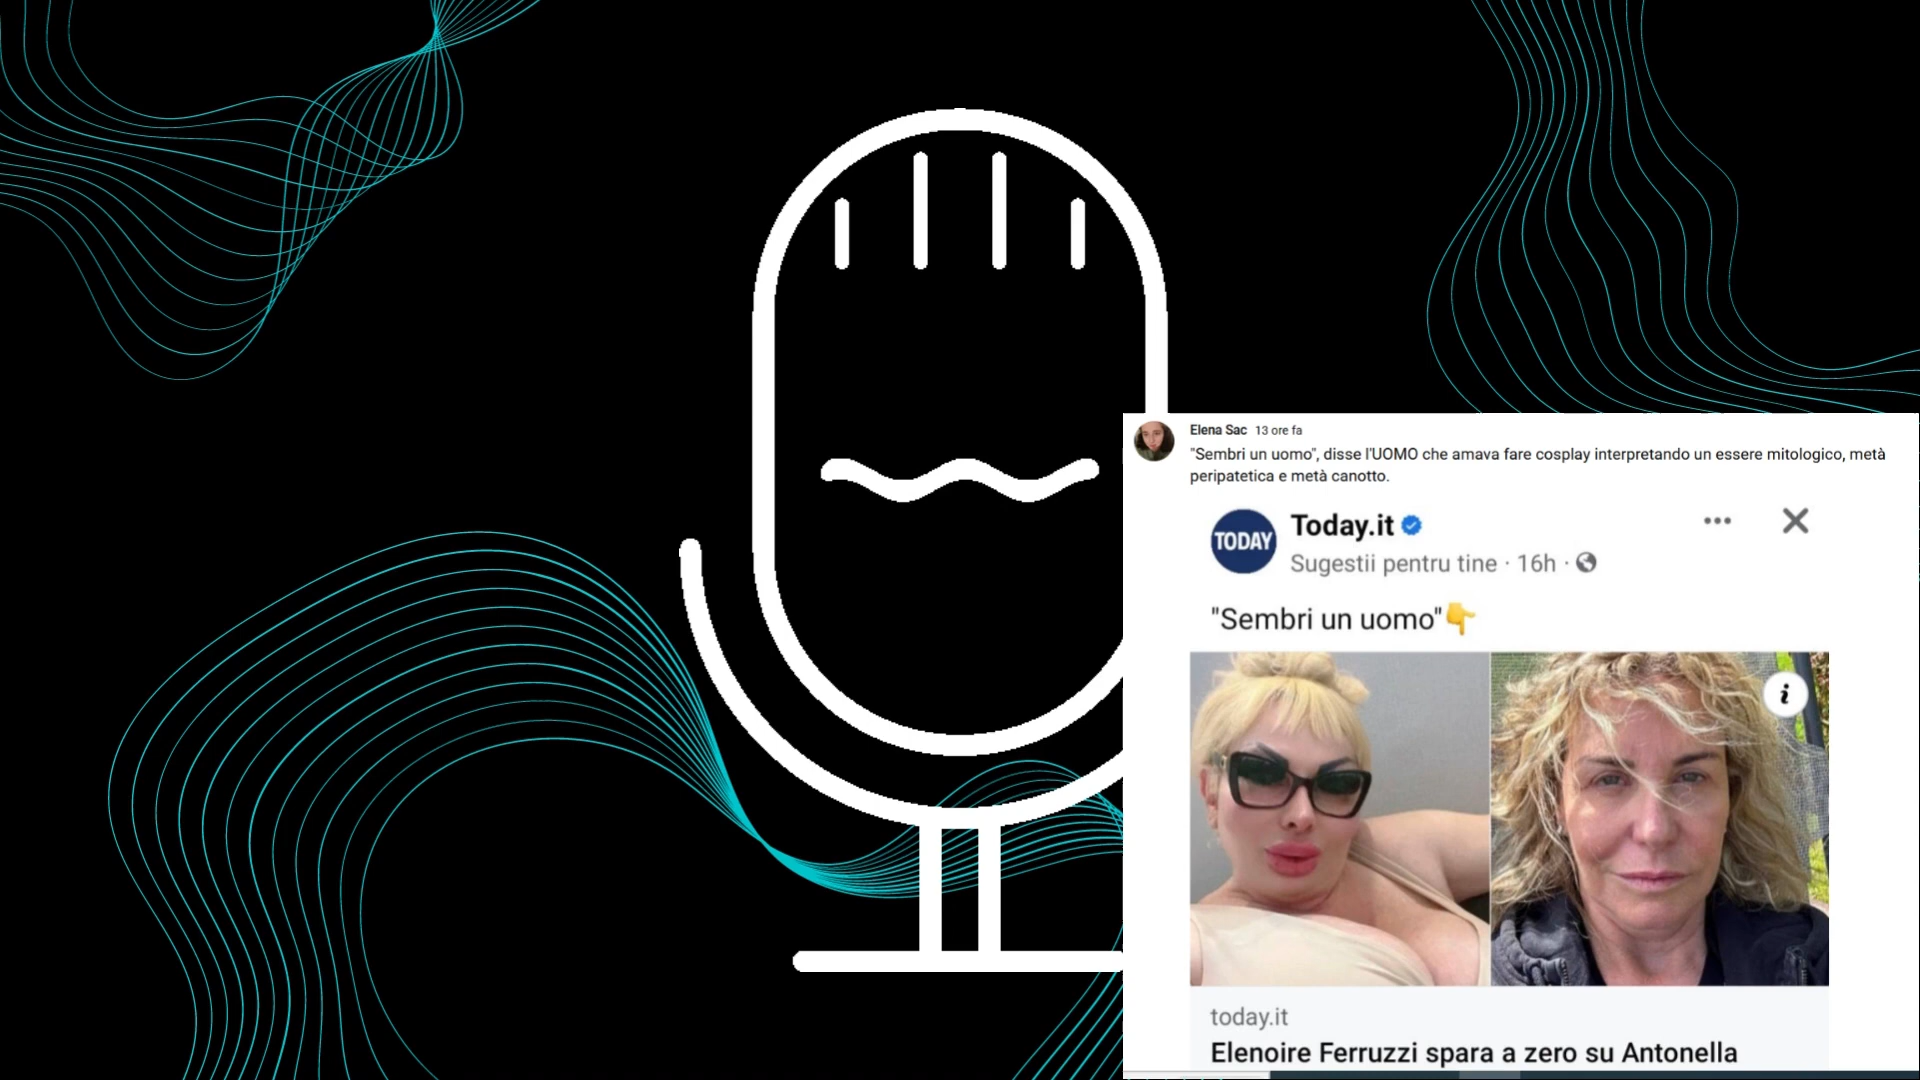 Elena Sac 13 ore fa
"Sembri un uomo", disse l'UOMO che amava fare cosplay interpretando un essere mitologico, metà
peripatetica e metà canotto.
TODAY
Today.it
Sugestii pentru tine · 16h ·
"Sembri un uomo"👇
today.it
Elenoire Ferruzzi spara a zero su Antonella